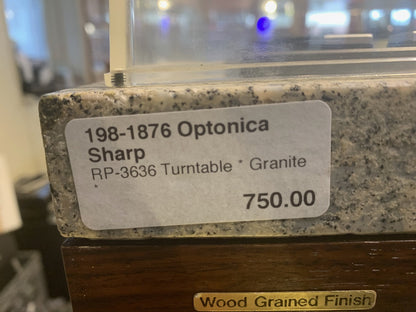 198-1876 Optonica
Sharp
RP-3636 Turntable * Granite
*
750.00
Wood Grained Finish